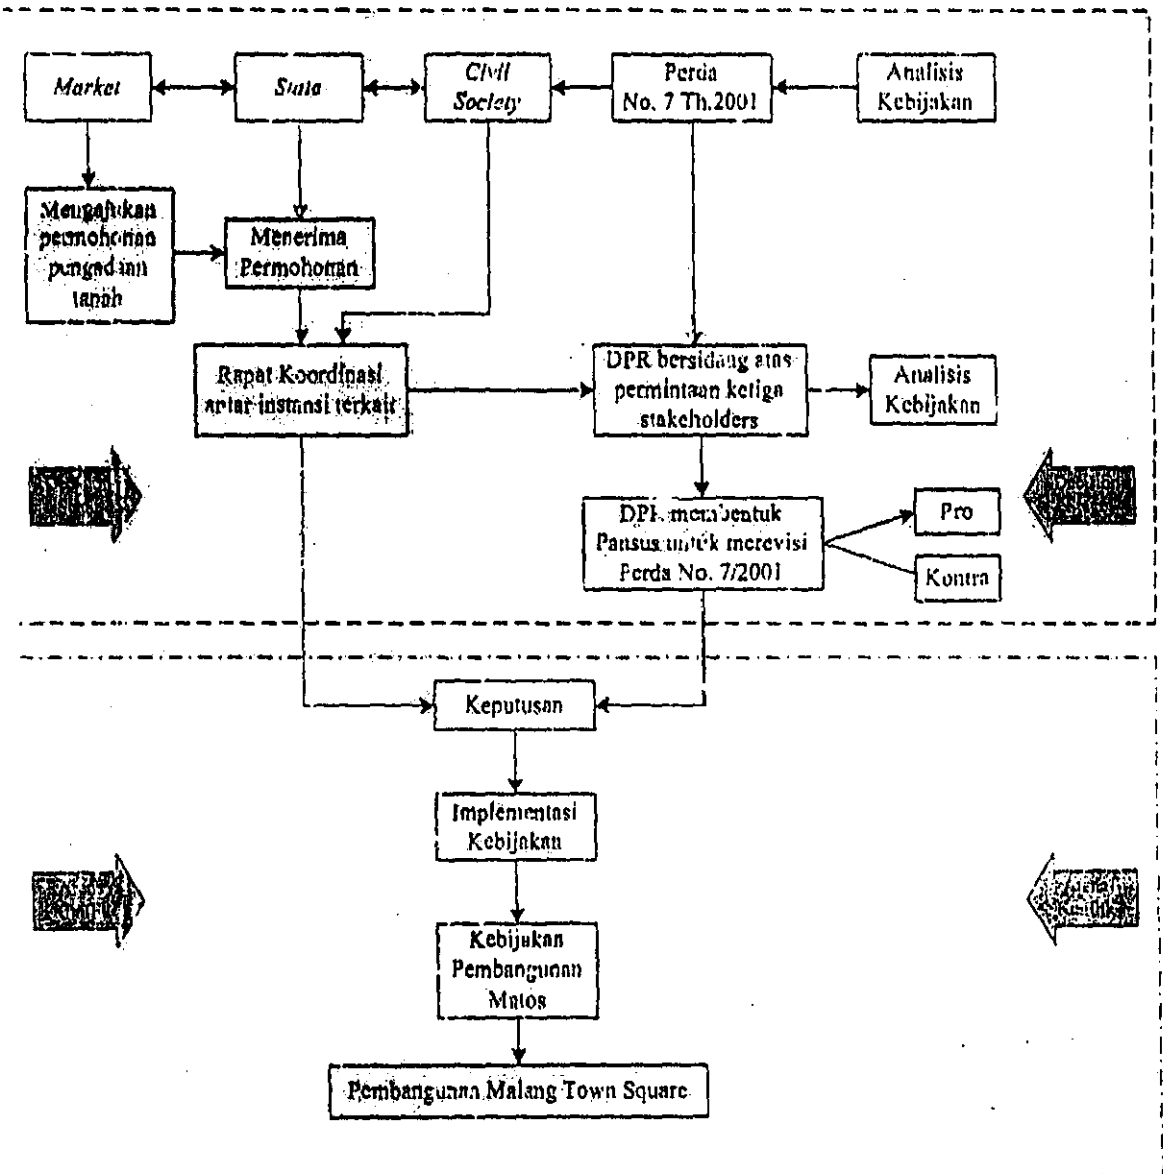 Market
State
Civil
Society
Perda
No. 7 Th.2001
Analisis
Kebijakan
Mengajukan
permohonan
pengadaan
tanah
Menerima
Permohonan
Rapat Koordinasi
antar instansi terkait
DPR bersidang atas
permintaan ketiga
stakeholders
Analisis
Kebijakan
DPR membentuk
Pansus untuk merevisi
Perda No. 7/2001
Pro
Kontra
Keputusan
Implementasi
Kebijakan
Kebijakan
Pembangunan
Matos
Pembangunan Malang Town Square